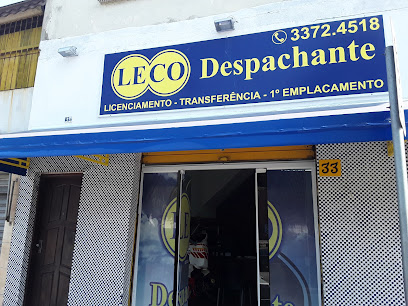 3372.4518
LECO Despachante
LICENCIAMENTO - TRANSFERÊNCIA - 1º EMPLACAMENTO
33